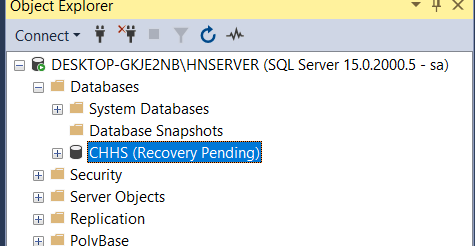 Object Explorer
Connect
DESKTOP-GKJE2NB\HNSERVER (SQL Server 15.0.2000.5 - sa)
Databases
System Databases
Database Snapshots
CHHS (Recovery Pending)
Security
Server Objects
Replication
PolyBase